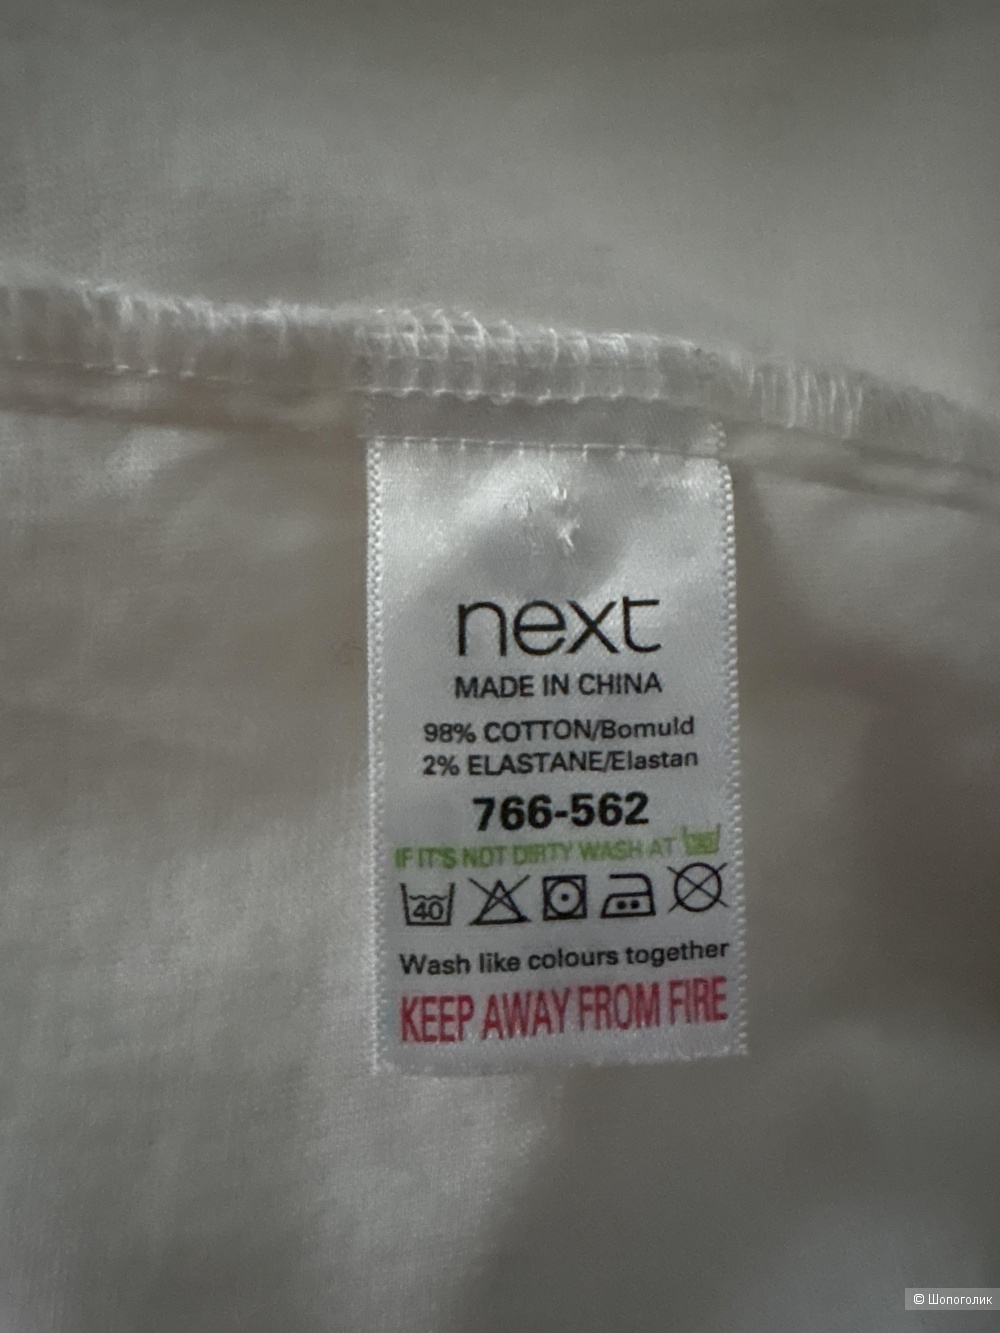 next
MADE IN CHINA
98% COTTON/Bomuld
2% ELASTANE/Elastan
766-562
IF IT'S NOT DIRTY WASH AT
40
Wash like colours together
KEEP AWAY FROM FIRE
© Шопоголик